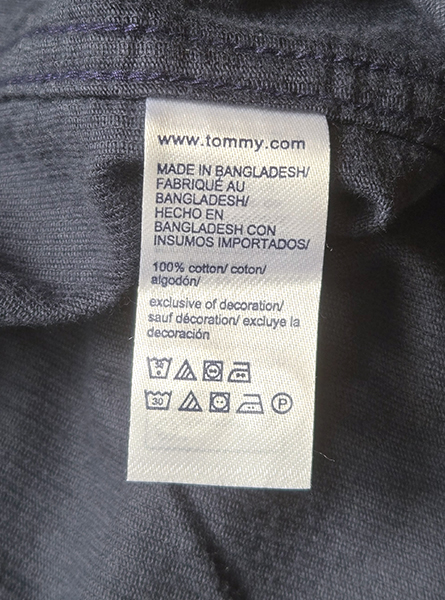 www.tommy.com
MADE IN BANGLADESH/
FABRIQUÉ AU
BANGLADESH/
HECHO EN
BANGLADESH CON
INSUMOS IMPORTADOS/
100% cotton/ coton/
algodón/
exclusive of decoration/
sauf décoration/ excluye la
decoración
30
30 P